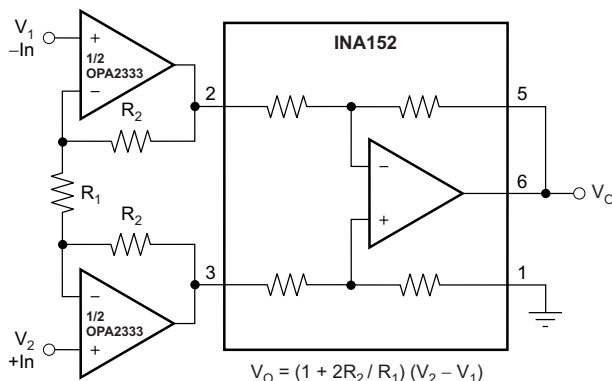 V1
−In
+
1/2
OPA2333
−
R2
2
INA152
5
−
+
6
VO
R1
R2
3
1
−
1/2
OPA2333
+
V2
+In
VO = (1 + 2R2 / R1) (V2 − V1)